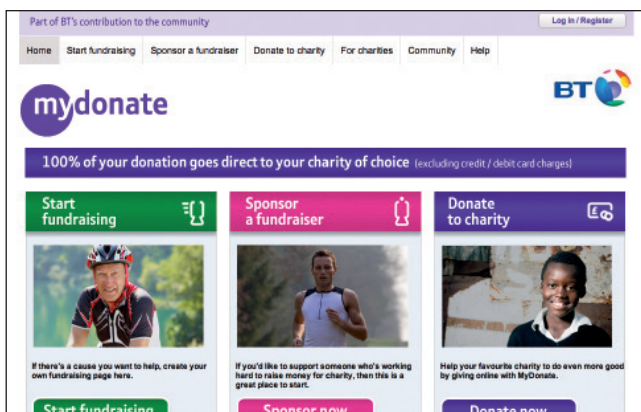 Part of BT's contribution to the community
Log in / Register
Home Start fundraising Sponsor a fundraiser Donate to charity For charities Community Help
mydonate
BT
100% of your donation goes direct to your charity of choice (excluding credit / debit card charges)
Start
fundraising
If there's a cause you want to help, create your
own fundraising page here.
Start fundraising
Sponsor
a fundraiser
If you'd like to support someone who's working
hard to raise money for charity, then this is a
great place to start.
Sponsor now
Donate
to charity
£
Help your favourite charity to do even more good
by giving online with MyDonate.
Donate now